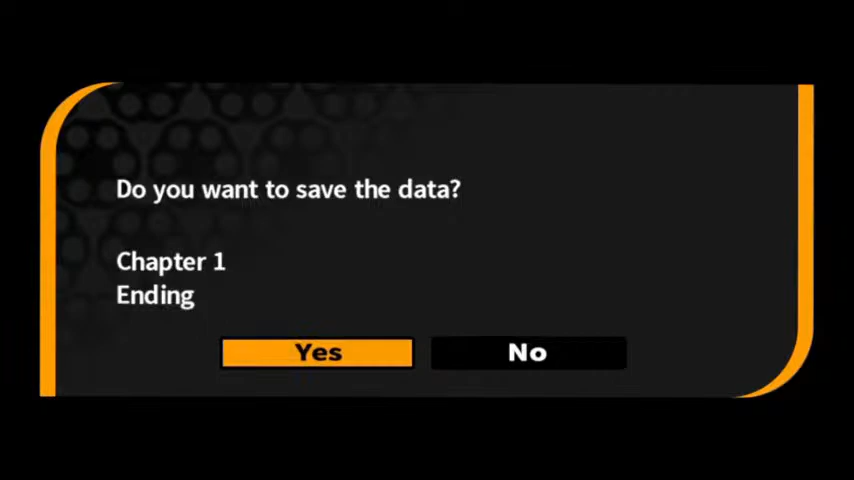 Do you want to save the data?
Chapter 1
Ending
Yes No